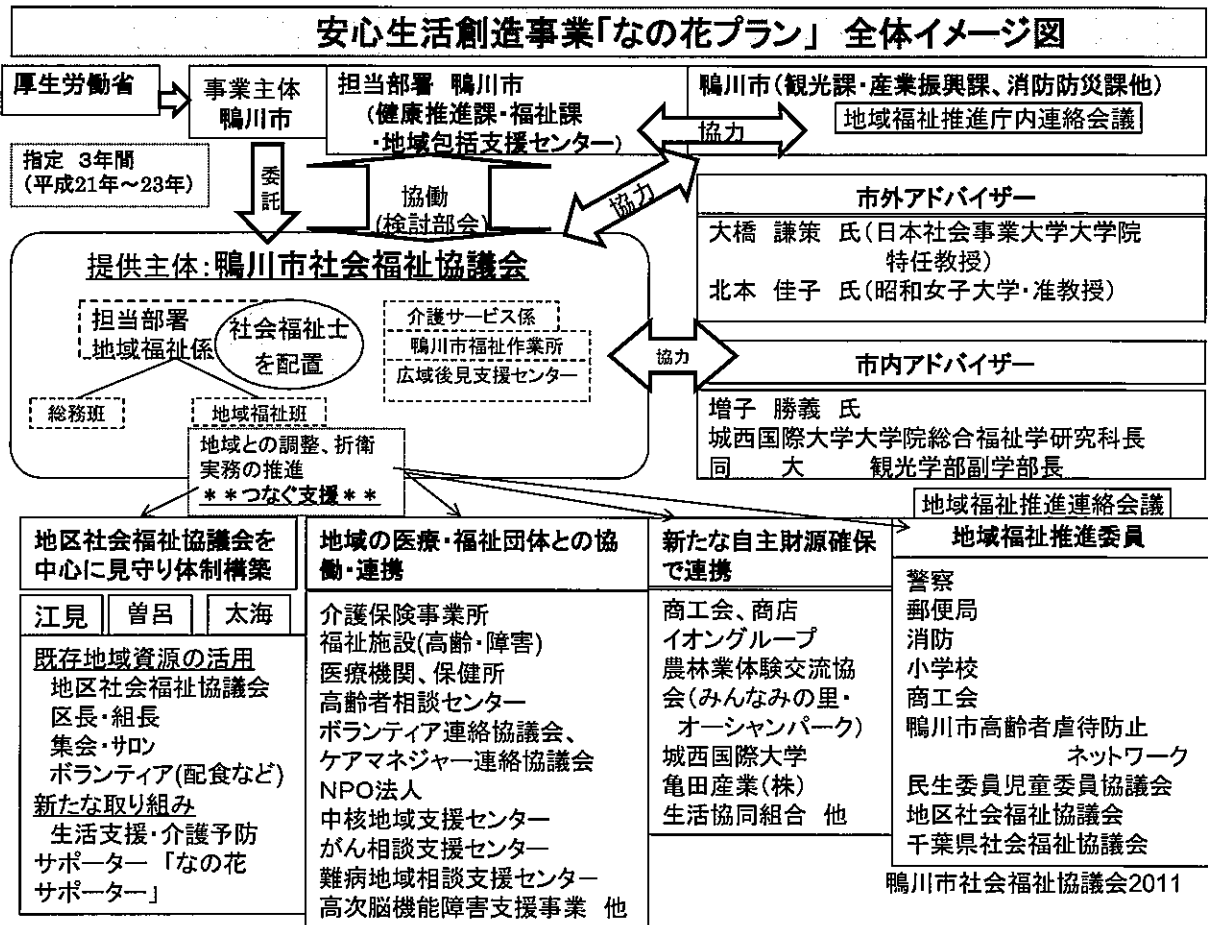 安心生活創造事業「なの花プラン」 全体イメージ図
厚生労働省
事業主体
鴨川市
担当部署 鴨川市
(健康推進課・福祉課
・地域包括支援センター)
協力
鴨川市(観光課・産業振興課、消防防災課他)
地域福祉推進庁内連絡会議
指定 3年間
(平成21年～23年)
委託
協働
(検討部会)
協力
市外アドバイザー
大橋 謙策 氏(日本社会事業大学大学院
特任教授)
北本 佳子 氏(昭和女子大学・准教授)
提供主体:鴨川市社会福祉協議会
担当部署
地域福祉係
社会福祉士
を配置
介護サービス係
鴨川市福祉作業所
広域後見支援センター
総務班
地域福祉班
協力
市内アドバイザー
増子 勝義 氏
城西国際大学大学院総合福祉学研究科長
同 大 観光学部副学部長
地域との調整、折衝
実務の推進
**つなぐ支援**
地区社会福祉協議会を
中心に見守り体制構築
江見 曽呂 太海
既存地域資源の活用
地区社会福祉協議会
区長・組長
集会・サロン
ボランティア(配食など)
新たな取り組み
生活支援・介護予防
サポーター 「なの花
サポーター」
地域の医療・福祉団体との協
働・連携
介護保険事業所
福祉施設(高齢・障害)
医療機関、保健所
高齢者相談センター
ボランティア連絡協議会、
ケアマネジャー連絡協議会
NPO法人
中核地域支援センター
がん相談支援センター
難病地域相談支援センター
高次脳機能障害支援事業 他
新たな自主財源確保
で連携
商工会、商店
イオングループ
農林業体験交流協
会(みんなみの里・
オーシャンパーク)
城西国際大学
亀田産業(株)
生活協同組合 他
地域福祉推進連絡会議
地域福祉推進委員
警察
郵便局
消防
小学校
商工会
鴨川市高齢者虐待防止
ネットワーク
民生委員児童委員協議会
地区社会福祉協議会
千葉県社会福祉協議会
鴨川市社会福祉協議会2011